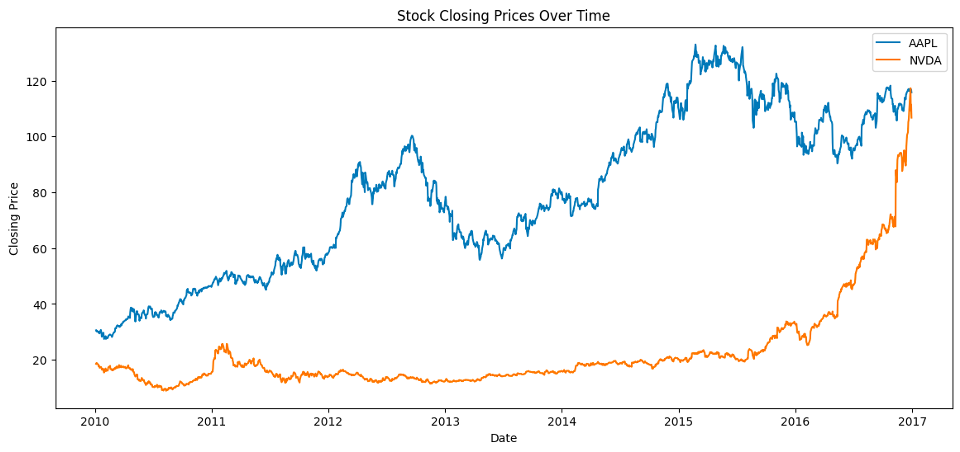 Stock Closing Prices Over Time
AAPL
NVDA
Closing Price
120
100
80
60
40
20
2010 2011 2012 2013 2014 2015 2016 2017
Date